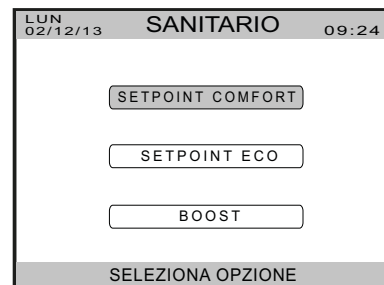 LUN
02/12/13
SANITARIO
09:24
SETPOINT COMFORT
SETPOINT ECO
BOOST
SELEZIONA OPZIONE